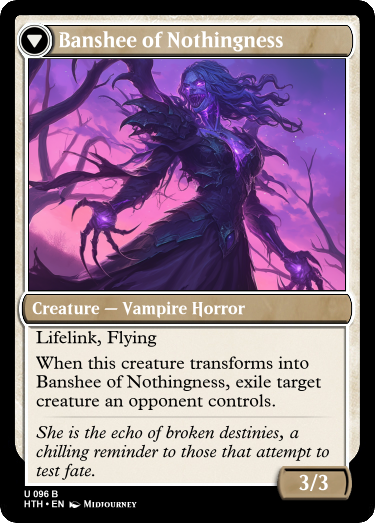 Banshee of Nothingness
Creature — Vampire Horror
Lifelink, Flying
When this creature transforms into
Banshee of Nothingness, exile target
creature an opponent controls.
She is the echo of broken destinies, a
chilling reminder to those that attempt to
test fate.
3/3
U 096 B
HTH • EN Midjourney